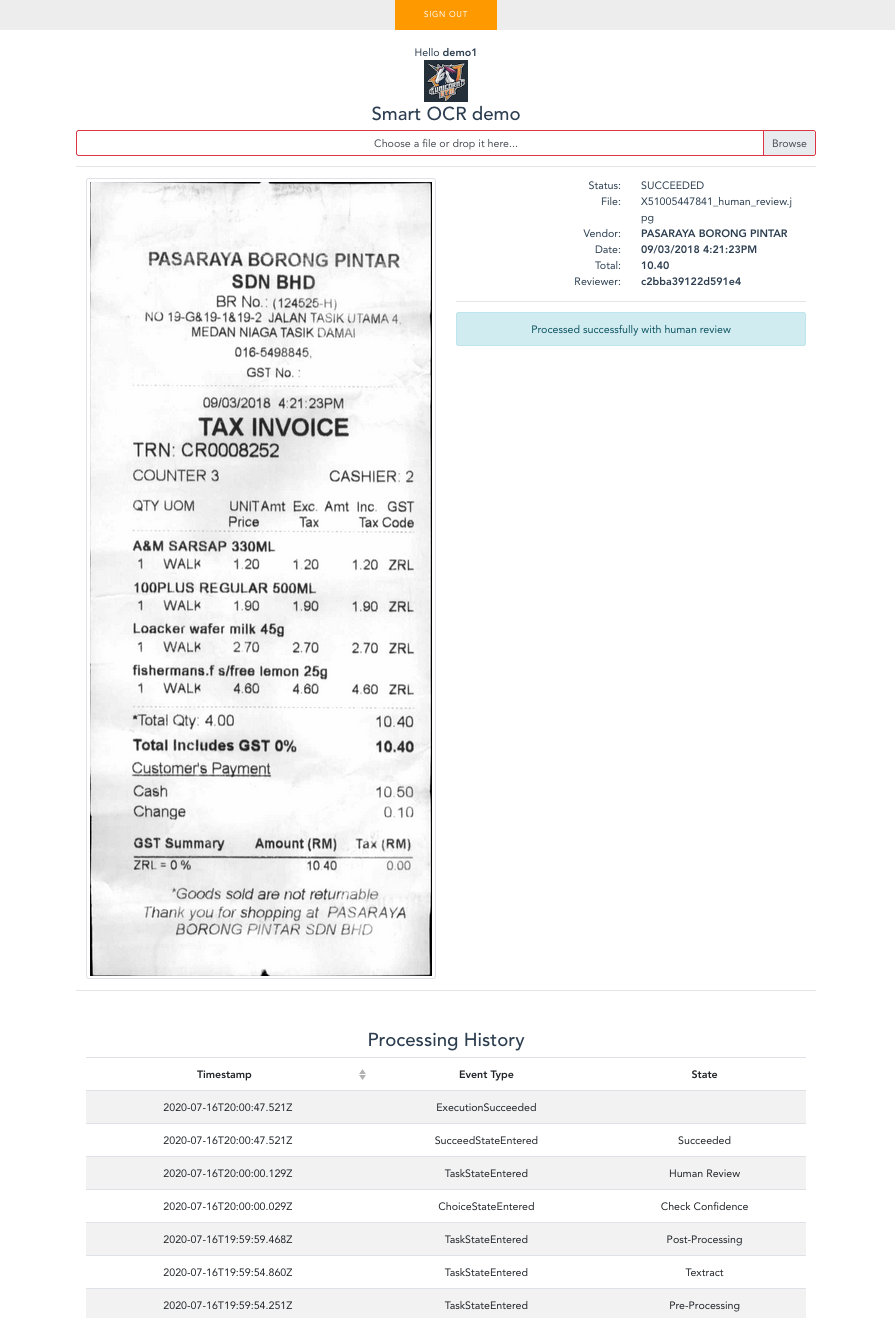 SIGN OUT
Hello demo1
UNICORN
Smart OCR demo
Choose a file or drop it here...
Browse
PASARAYA BORONG PINTAR
SDN BHD
BR No.: (124525-H)
NO 19-G&19-1&19-2 JALAN TASIK UTAMA 4,
MEDAN NIAGA TASIK DAMAI
016-5498845,
GST No. :
09/03/2018 4:21:23PM
TAX INVOICE
TRN: CR0008252
COUNTER 3 CASHIER: 2
QTY UOM UNIT Amt Exc. Amt Inc. GST
Price Tax Tax Code
A&M SARSAP 330ML
1 WALK 1.20 1.20 1.20 ZRL
100PLUS REGULAR 500ML
1 WALK 1.90 1.90 1.90 ZRL
Loacker wafer milk 45g
1 WALK 2.70 2.70 2.70 ZRL
fishermans.f s/free lemon 25g
1 WALK 4.60 4.60 4.60 ZRL
*Total Qty: 4.00 10.40
Total Includes GST 0% 10.40
Customer's Payment
Cash 10.50
Change 0.10
GST Summary Amount (RM) Tax (RM)
ZRL = 0 % 10.40 0.00
*Goods sold are not returnable
Thank you for shopping at PASARAYA
BORONG PINTAR SDN BHD
Status: SUCCEEDED
File: X51005447841_human_review.j
pg
Vendor: PASARAYA BORONG PINTAR
Date: 09/03/2018 4:21:23PM
Total: 10.40
Reviewer: c2bba39122d591e4
Processed successfully with human review
Processing History
Timestamp Event Type State
2020-07-16T20:00:47.521Z ExecutionSucceeded
2020-07-16T20:00:47.521Z SucceedStateEntered Succeeded
2020-07-16T20:00:00.129Z TaskStateEntered Human Review
2020-07-16T20:00:00.029Z ChoiceStateEntered Check Confidence
2020-07-16T19:59:59.468Z TaskStateEntered Post-Processing
2020-07-16T19:59:54.860Z TaskStateEntered Textract
2020-07-16T19:59:54.251Z TaskStateEntered Pre-Processing